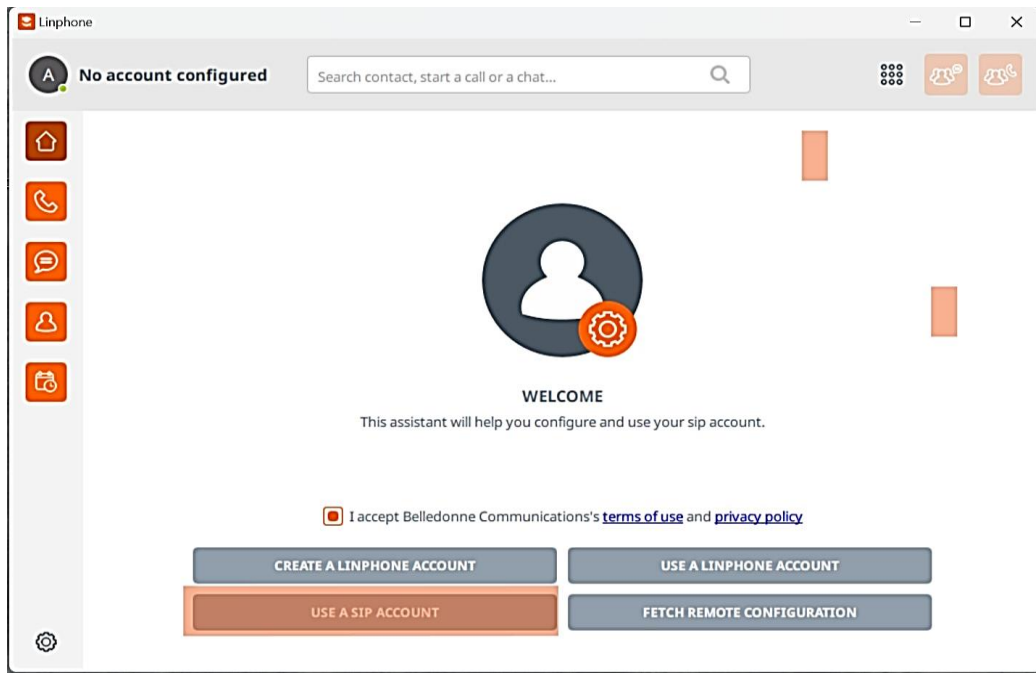 Linphone
A
No account configured
Search contact, start a call or a chat...
WELCOME
This assistant will help you configure and use your sip account.
I accept Belledonne Communications's terms of use and privacy policy
CREATE A LINPHONE ACCOUNT
USE A LINPHONE ACCOUNT
USE A SIP ACCOUNT
FETCH REMOTE CONFIGURATION